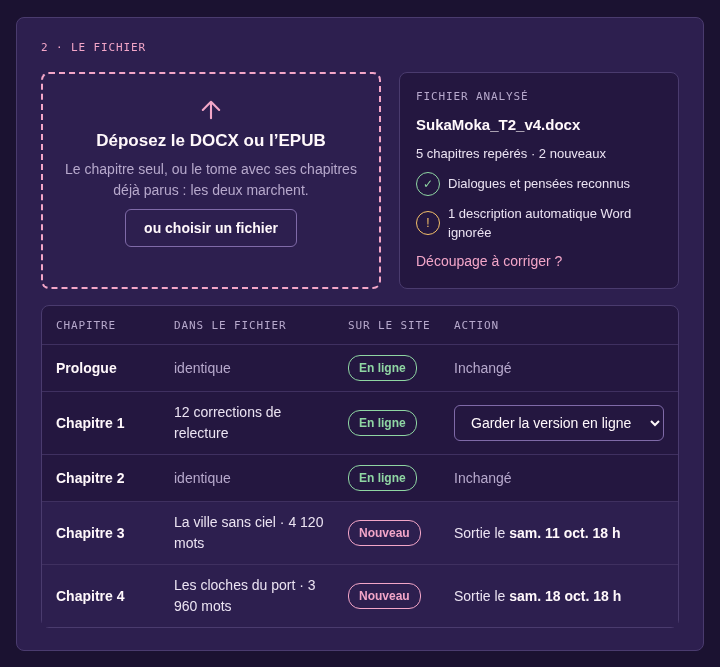 2 · LE FICHIER
Déposez le DOCX ou l’EPUB
Le chapitre seul, ou le tome avec ses chapitres
déjà parus : les deux marchent.
ou choisir un fichier
FICHIER ANALYSÉ
SukaMoka_T2_v4.docx
5 chapitres repérés · 2 nouveaux
✓ Dialogues et pensées reconnus
! 1 description automatique Word
ignorée
Découpage à corriger ?
CHAPITRE DANS LE FICHIER SUR LE SITE ACTION
Prologue identique En ligne Inchangé
Chapitre 1 12 corrections de
relecture En ligne Garder la version en ligne
Chapitre 2 identique En ligne Inchangé
Chapitre 3 La ville sans ciel · 4 120
mots Nouveau Sortie le sam. 11 oct. 18 h
Chapitre 4 Les cloches du port · 3
960 mots Nouveau Sortie le sam. 18 oct. 18 h